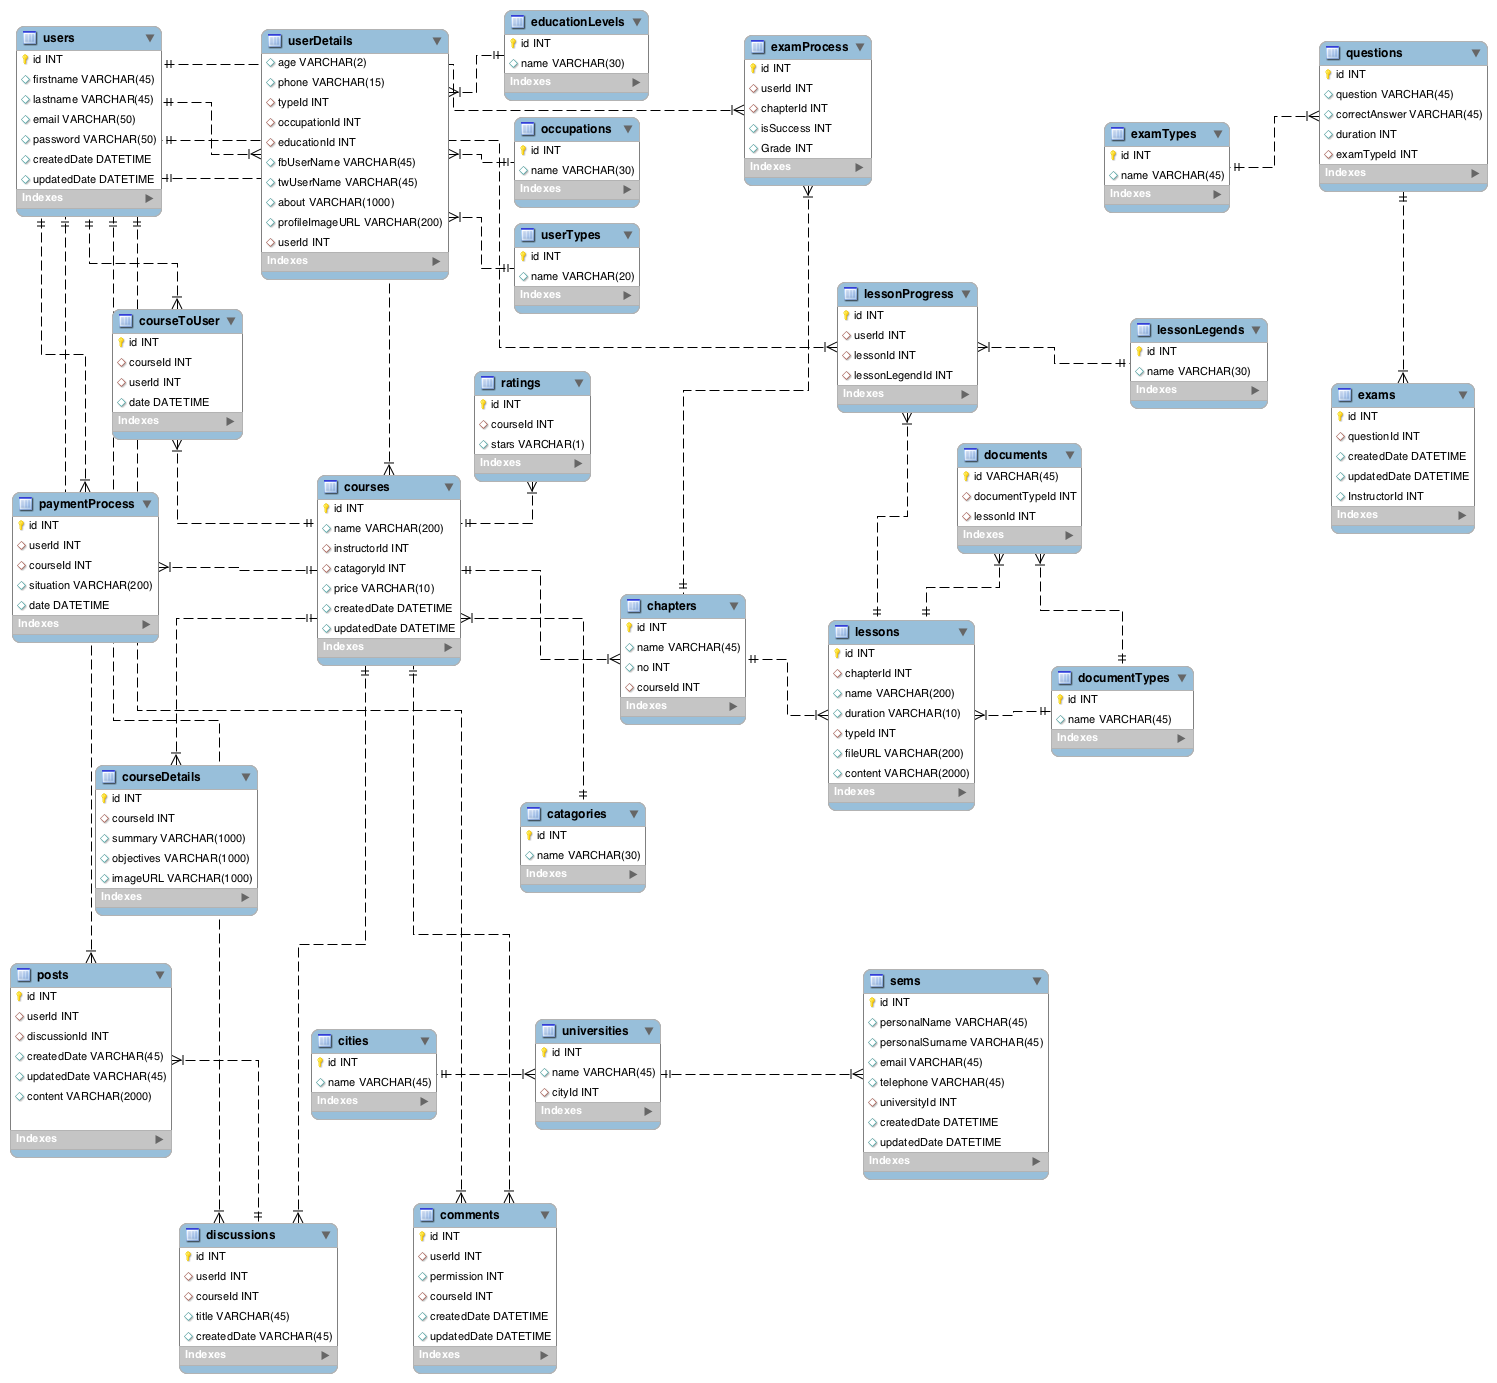 users
id INT
firstname VARCHAR(45)
lastname VARCHAR(45)
email VARCHAR(50)
password VARCHAR(50)
createdDate DATETIME
updatedDate DATETIME
Indexes
userDetails
age VARCHAR(2)
phone VARCHAR(15)
typeId INT
occupationId INT
educationId INT
fbUserName VARCHAR(45)
twUserName VARCHAR(45)
about VARCHAR(1000)
profileImageURL VARCHAR(200)
userId INT
Indexes
educationLevels
id INT
name VARCHAR(30)
Indexes
occupations
id INT
name VARCHAR(30)
Indexes
userTypes
id INT
name VARCHAR(20)
Indexes
examProcess
id INT
userId INT
chapterId INT
isSuccess INT
Grade INT
Indexes
examTypes
id INT
name VARCHAR(45)
Indexes
questions
id INT
question VARCHAR(45)
correctAnswer VARCHAR(45)
duration INT
examTypeId INT
Indexes
courseToUser
id INT
courseId INT
userId INT
date DATETIME
Indexes
lessonProgress
id INT
userId INT
lessonId INT
lessonLegendId INT
Indexes
lessonLegends
id INT
name VARCHAR(30)
Indexes
ratings
id INT
courseId INT
stars VARCHAR(1)
Indexes
exams
id INT
questionId INT
createdDate DATETIME
updatedDate DATETIME
InstructorId INT
Indexes
documents
id VARCHAR(45)
documentTypeId INT
lessonId INT
Indexes
paymentProcess
id INT
userId INT
courseId INT
situation VARCHAR(200)
date DATETIME
Indexes
courses
id INT
name VARCHAR(200)
instructorId INT
catagoryId INT
price VARCHAR(10)
createdDate DATETIME
updatedDate DATETIME
Indexes
chapters
id INT
name VARCHAR(45)
no INT
courseId INT
Indexes
lessons
id INT
chapterId INT
name VARCHAR(200)
duration VARCHAR(10)
typeId INT
fileURL VARCHAR(200)
content VARCHAR(2000)
Indexes
documentTypes
id INT
name VARCHAR(45)
Indexes
courseDetails
id INT
courseId INT
summary VARCHAR(1000)
objectives VARCHAR(1000)
imageURL VARCHAR(1000)
Indexes
catagories
id INT
name VARCHAR(30)
Indexes
posts
id INT
userId INT
discussionId INT
createdDate VARCHAR(45)
updatedDate VARCHAR(45)
content VARCHAR(2000)
Indexes
cities
id INT
name VARCHAR(45)
Indexes
universities
id INT
name VARCHAR(45)
cityId INT
Indexes
sems
id INT
personalName VARCHAR(45)
personalSurname VARCHAR(45)
email VARCHAR(45)
telephone VARCHAR(45)
universityId INT
createdDate DATETIME
updatedDate DATETIME
Indexes
discussions
id INT
userId INT
courseId INT
title VARCHAR(45)
createdDate VARCHAR(45)
Indexes
comments
id INT
userId INT
permission INT
courseId INT
createdDate DATETIME
updatedDate DATETIME
Indexes